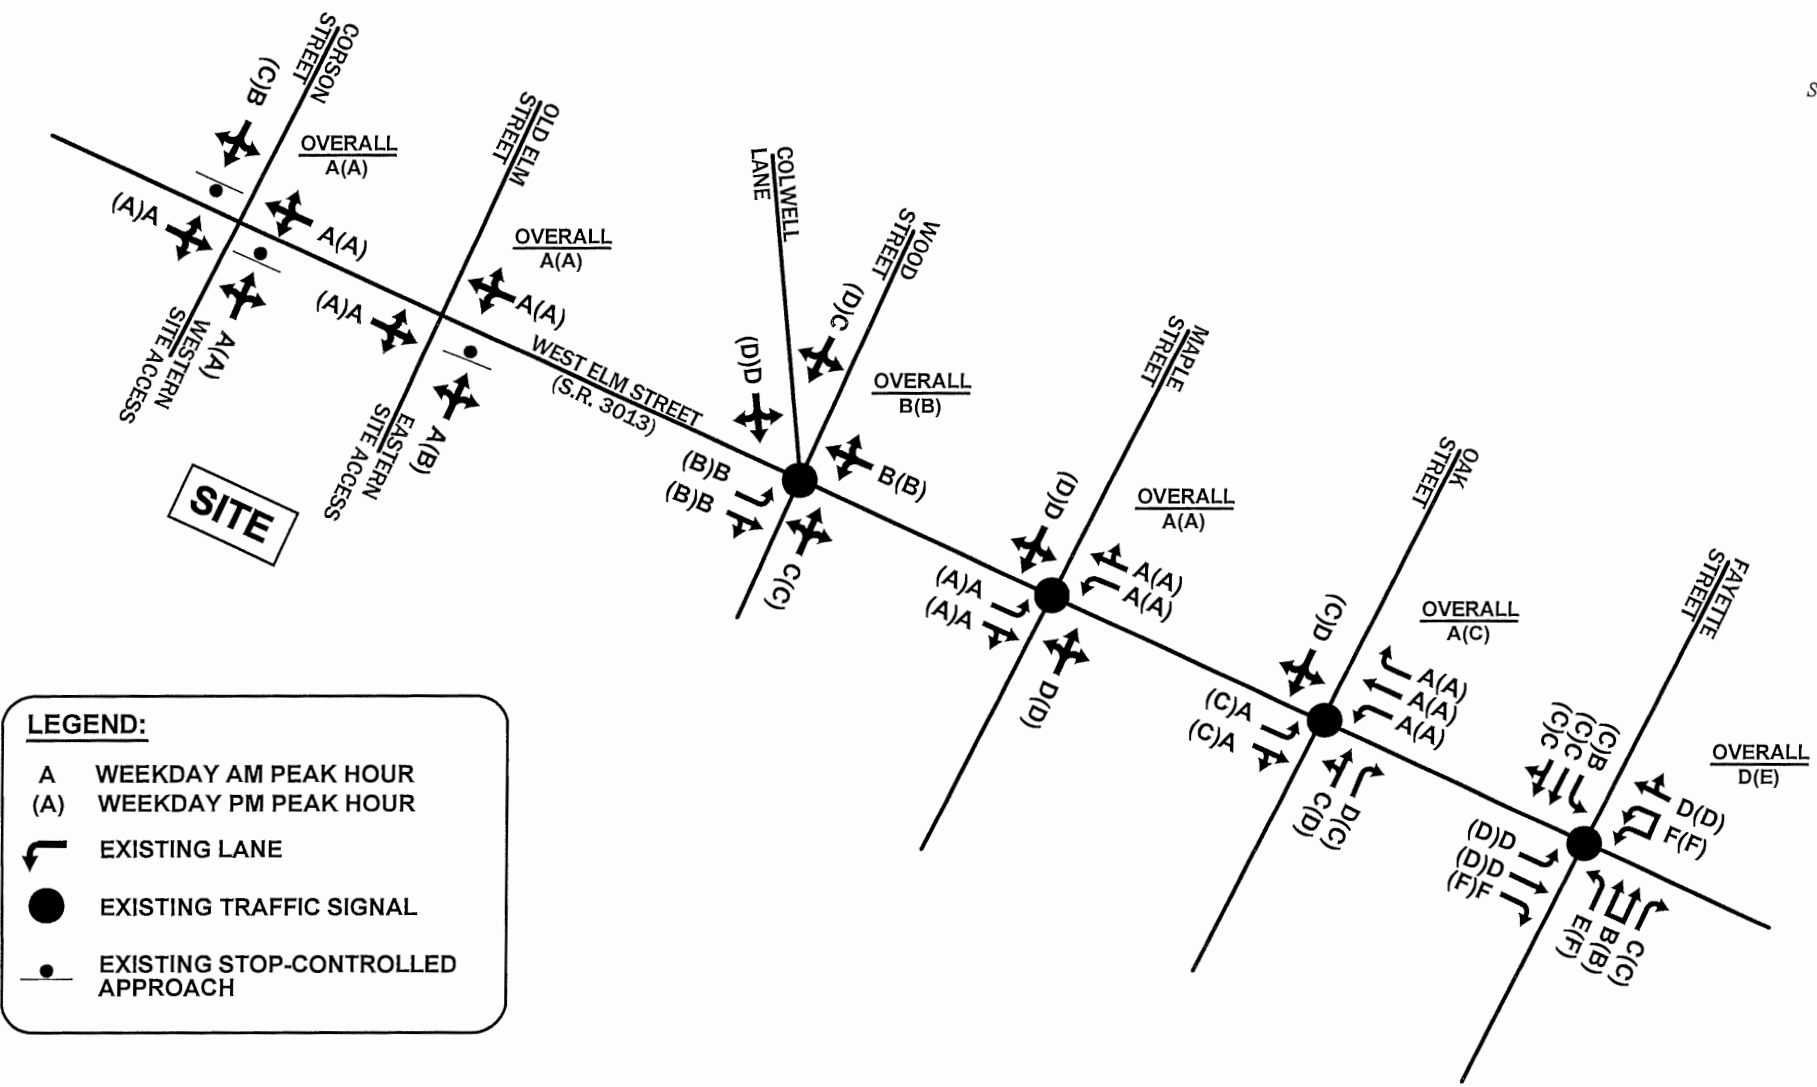 CORSON
STREET
(C)B
OVERALL
A(A)
(A)A
A(A)
A(A)
WESTERN
SITE ACCESS
OLD ELM
STREET
OVERALL
A(A)
(A)A
A(A)
A(B)
EASTERN
SITE ACCESS
SITE
WEST ELM STREET
(S.R. 3013)
COLWELL
LANE
WOOD
STREET
(D)D
(D)C
OVERALL
B(B)
(B)B
(B)B
B(B)
C(C)
MAPLE
STREET
(D)D
OVERALL
A(A)
(A)A
(A)A
A(A)
A(A)
D(D)
OAK
STREET
(C)D
OVERALL
A(C)
(C)A
(C)A
A(A)
A(A)
A(A)
C(D)
D(C)
FAYETTE
STREET
(C)C
(C)C
(C)B
OVERALL
D(E)
(D)D
(D)D
(F)F
D(D)
F(F)
E(F)
B(B)
C(C)
S
LEGEND:
A WEEKDAY AM PEAK HOUR
(A) WEEKDAY PM PEAK HOUR
EXISTING LANE
EXISTING TRAFFIC SIGNAL
EXISTING STOP-CONTROLLED
APPROACH